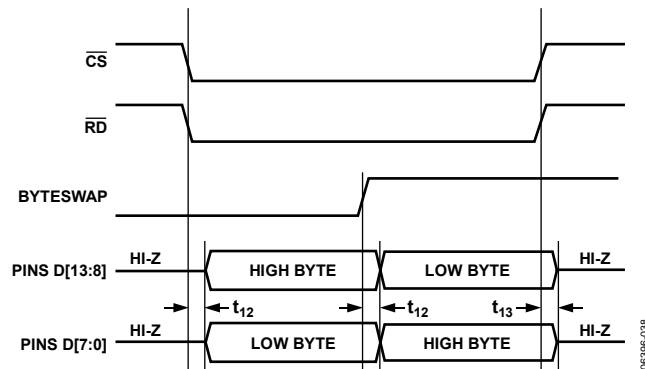 CS
RD
BYTESWAP
PINS D[13:8] HI-Z HIGH BYTE LOW BYTE HI-Z
t12 t12 t13
PINS D[7:0] HI-Z LOW BYTE HIGH BYTE HI-Z
06396-038